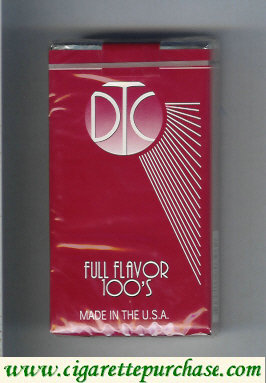 DTC
FULL FLAVOR
100'S
MADE IN THE U.S.A.
www.cigarettepurchase.com